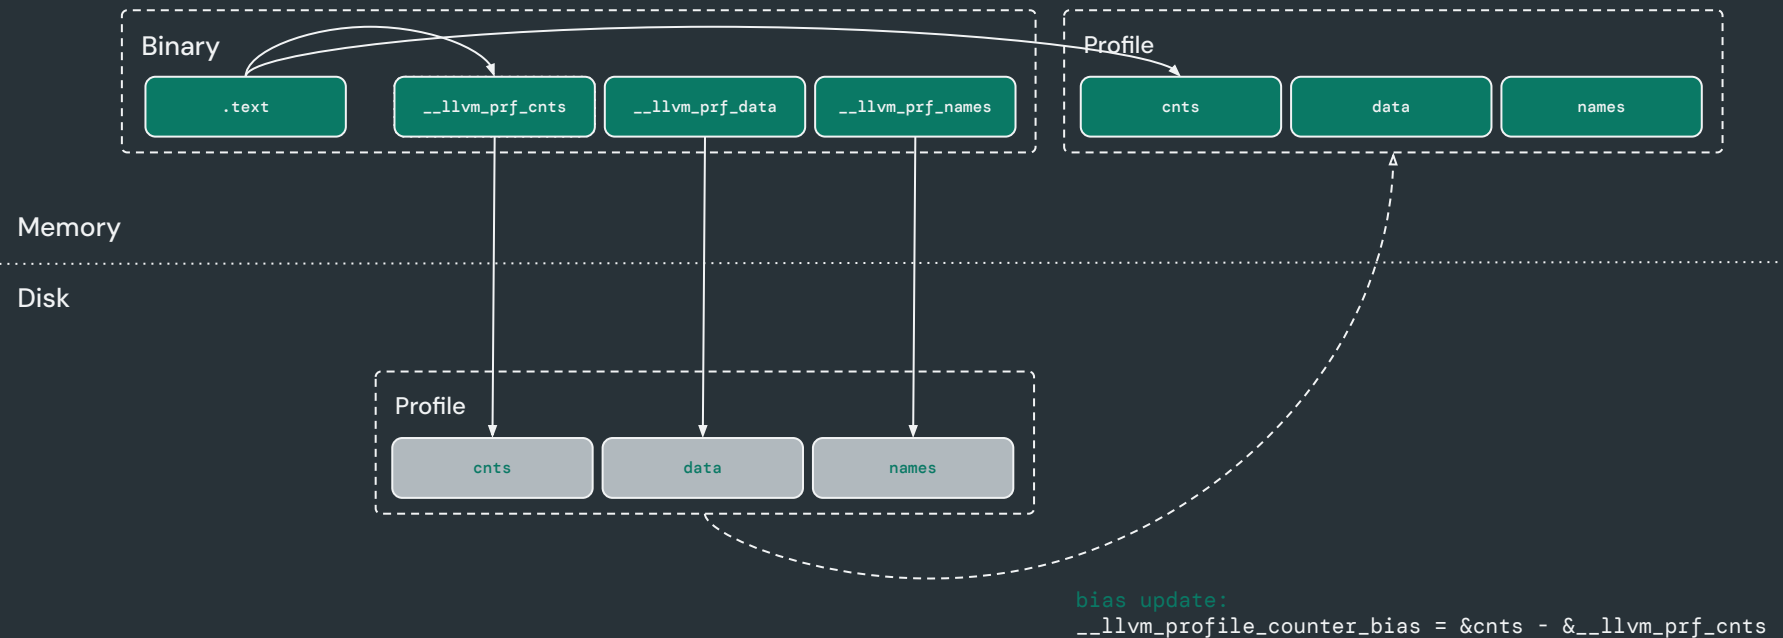 Binary
Profile
.text
__llvm_prf_cnts
__llvm_prf_data
__llvm_prf_names
cnts
data
names
Memory
Disk
Profile
cnts
data
names
bias update:
__llvm_profile_counter_bias = &cnts - &__llvm_prf_cnts